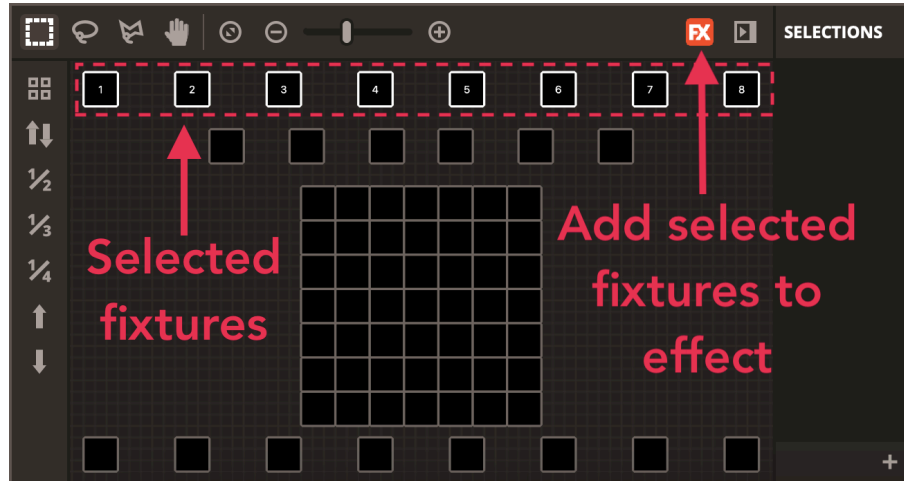 FX
SELECTIONS
1 2 3 4 5 6 7 8
1/2
1/3
1/4
Selected
fixtures
Add selected
fixtures to
effect